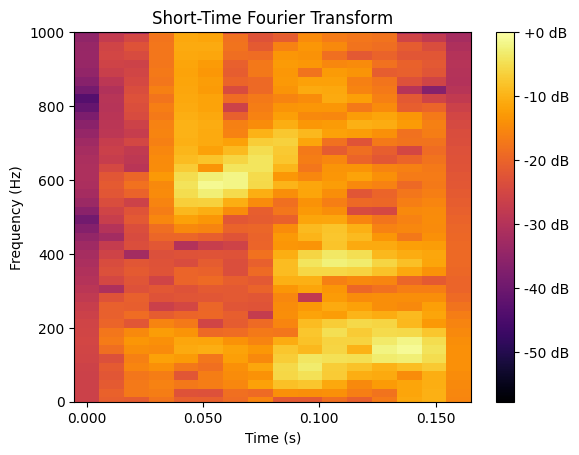 Short-Time Fourier Transform
1000
800
600
400
200
0
Frequency (Hz)
0.000
0.050
0.100
0.150
Time (s)
+0 dB
-10 dB
-20 dB
-30 dB
-40 dB
-50 dB